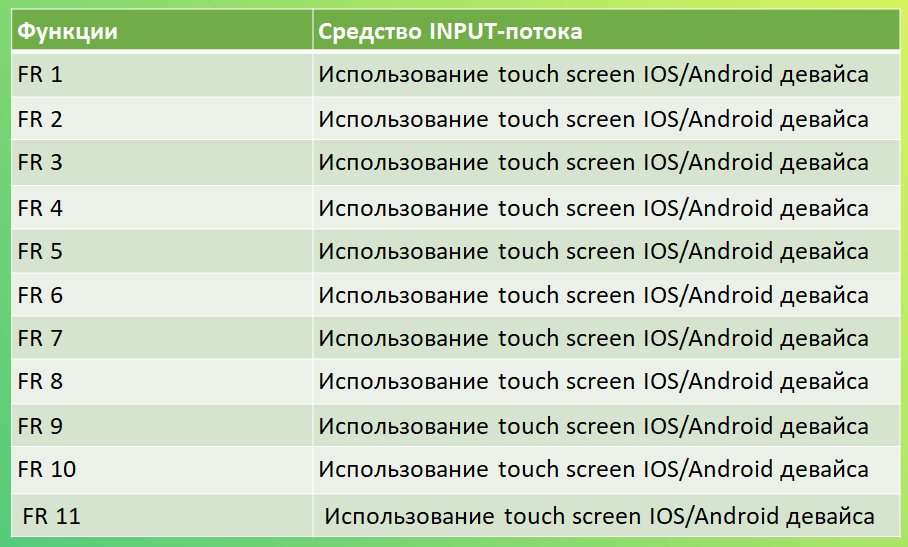 Функции Средство INPUT-потока
FR 1 Использование touch screen IOS/Android девайса
FR 2 Использование touch screen IOS/Android девайса
FR 3 Использование touch screen IOS/Android девайса
FR 4 Использование touch screen IOS/Android девайса
FR 5 Использование touch screen IOS/Android девайса
FR 6 Использование touch screen IOS/Android девайса
FR 7 Использование touch screen IOS/Android девайса
FR 8 Использование touch screen IOS/Android девайса
FR 9 Использование touch screen IOS/Android девайса
FR 10 Использование touch screen IOS/Android девайса
FR 11 Использование touch screen IOS/Android девайса